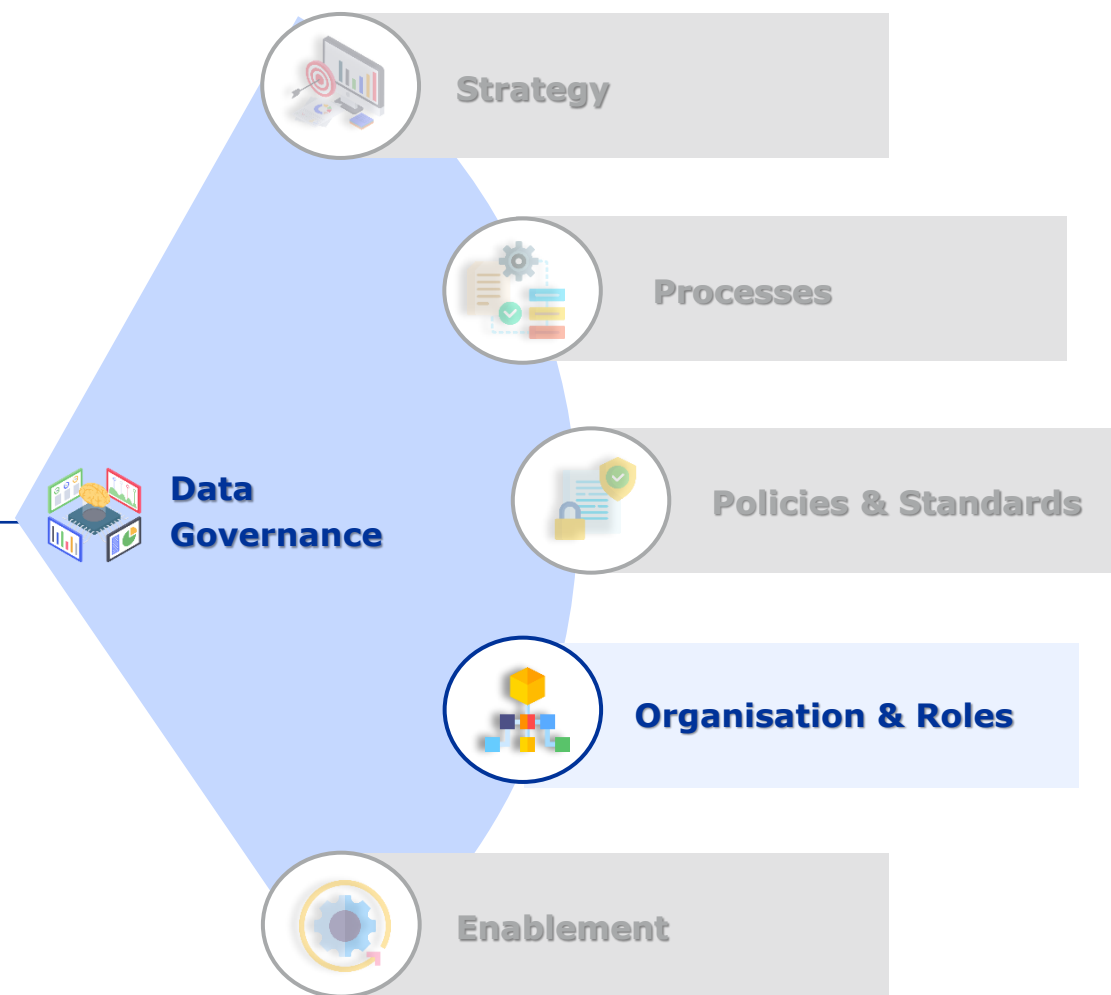 Strategy
Processes
Data
Governance
Policies & Standards
Organisation & Roles
Enablement